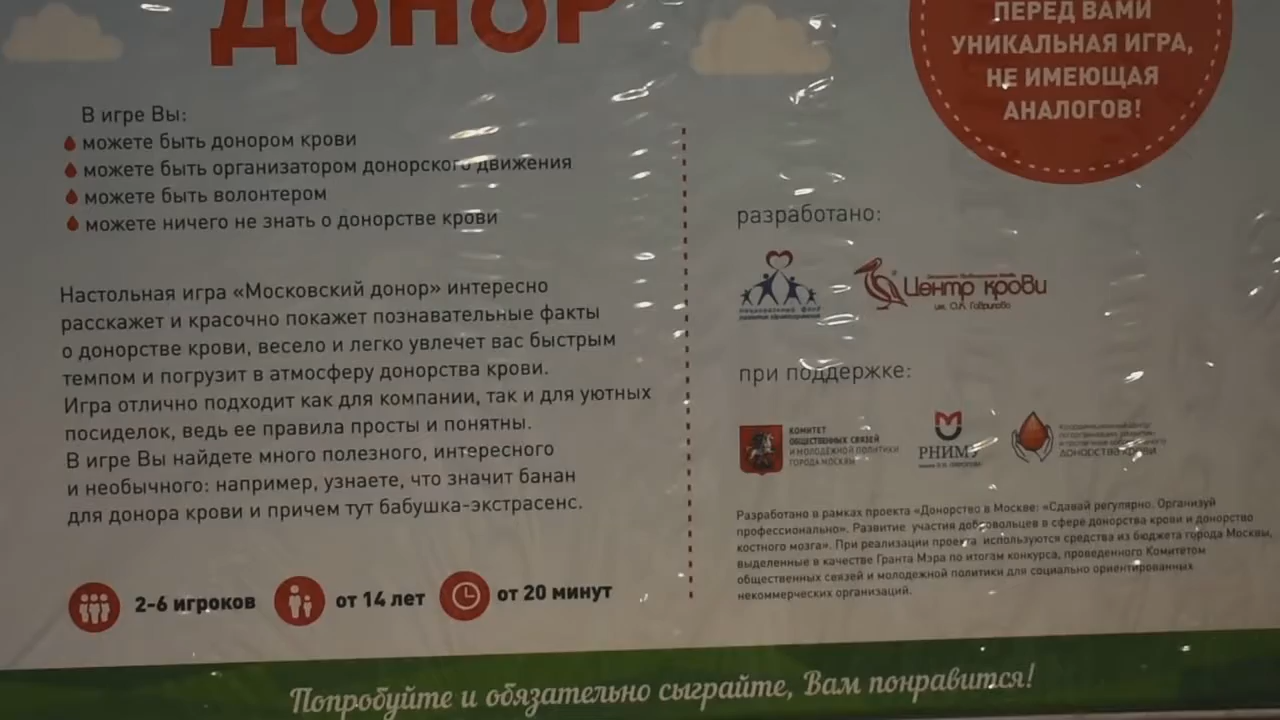 ДОНОР
В игре Вы:
можете быть донором крови
можете быть организатором донорского движения
можете быть волонтером
можете ничего не знать о донорстве крови
Настольная игра «Московский донор» интересно
расскажет и красочно покажет познавательные факты
о донорстве крови, весело и легко увлечет вас быстрым
темпом и погрузит в атмосферу донорства крови.
Игра отлично подходит как для компании, так и для уютных
посиделок, ведь ее правила просты и понятны.
В игре Вы найдете много полезного, интересного
и необычного: например, узнаете, что значит банан
для донора крови и причем тут бабушка-экстрасенс.
2-6 игроков
от 14 лет
от 20 минут
ПЕРЕД ВАМИ
УНИКАЛЬНАЯ ИГРА,
НЕ ИМЕЮЩАЯ
АНАЛОГОВ!
разработано:
Центр крови
им. О.К. Гаврилова
при поддержке:
КОМИТЕТ
ОБЩЕСТВЕННЫХ СВЯЗЕЙ
И МОЛОДЕЖНОЙ ПОЛИТИКИ
ГОРОДА МОСКВЫ
РНИМУ
донорства крови
Разработано в рамках проекта «Донорство в Москве: «Сдавай регулярно. Организуй
профессионально». Развитие участия добровольцев в сфере донорства крови и донорство
костного мозга». При реализации проекта используются средства из бюджета города Москвы,
выделенные в качестве Гранта Мэра по итогам конкурса, проведенного Комитетом
общественных связей и молодежной политики для социально ориентированных
некоммерческих организаций.
Попробуйте и обязательно сыграйте, Вам понравится!